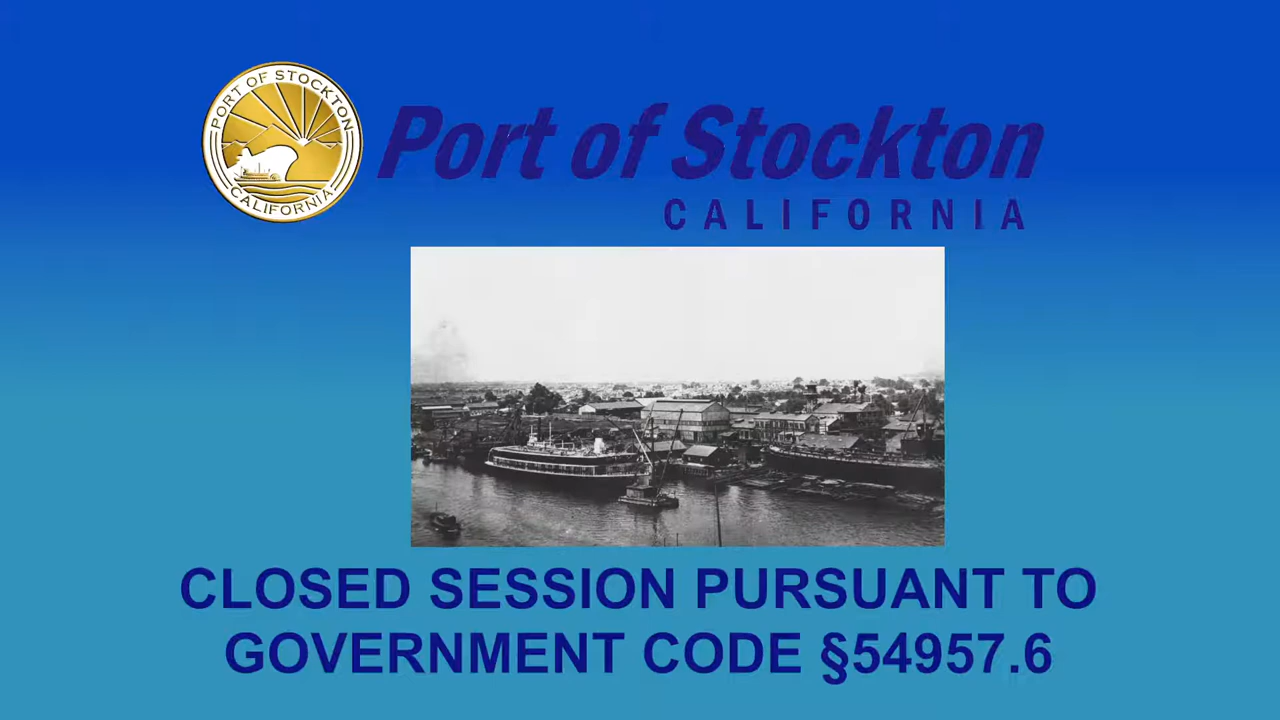 PORT OF STOCKTON
CALIFORNIA
Port of Stockton
CALIFORNIA
CLOSED SESSION PURSUANT TO
GOVERNMENT CODE §54957.6